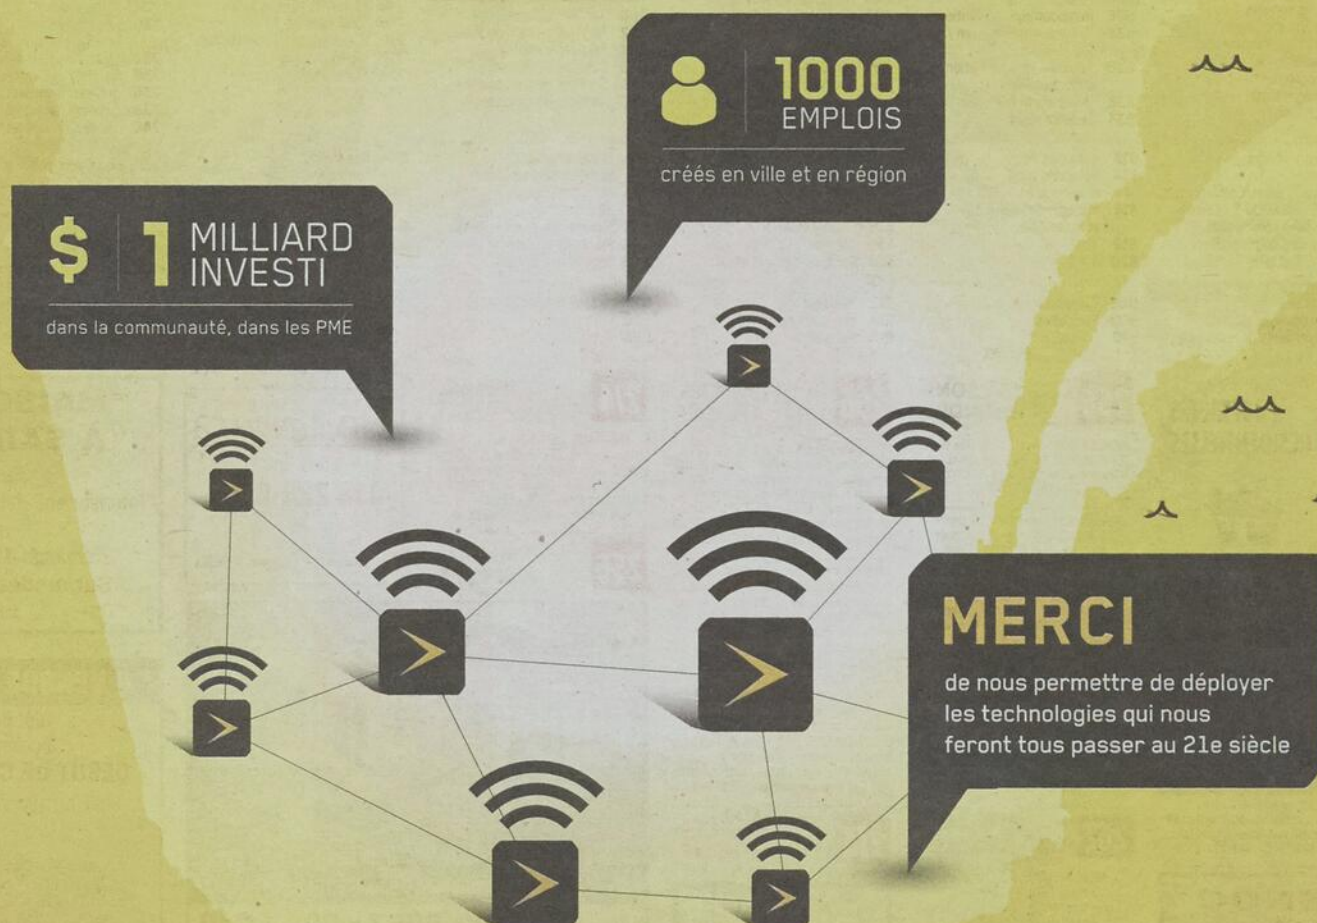 1000
EMPLOIS
créés en ville et en région
$ 1 MILLIARD
INVESTI
dans la communauté, dans les PME
MERCI
de nous permettre de déployer
les technologies qui nous
feront tous passer au 21e siècle